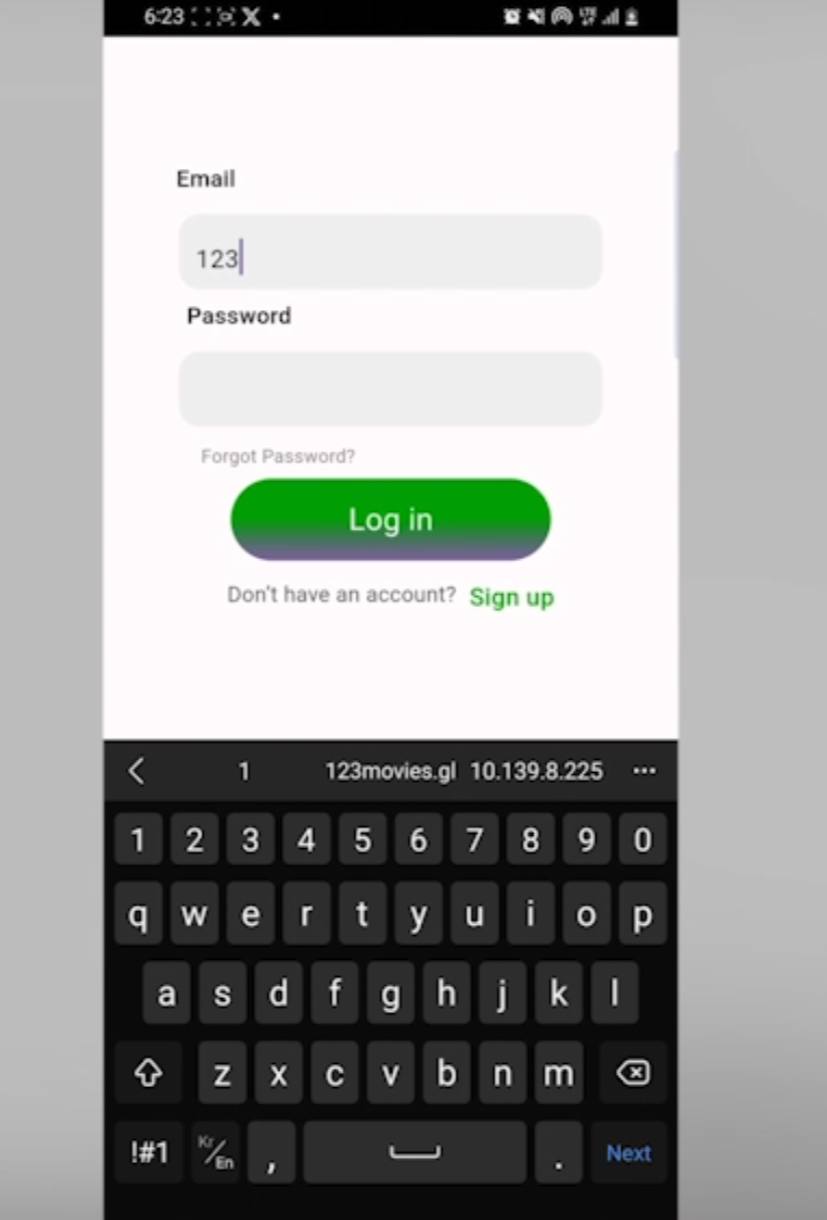 6:23
Email
123
Password
Forgot Password?
Log in
Don't have an account? Sign up
1 123movies.gl 10.139.8.225 ...
1 2 3 4 5 6 7 8 9 0
q w e r t y u i o p
a s d f g h j k l
z x c v b n m
!#1 Kr/En , . Next